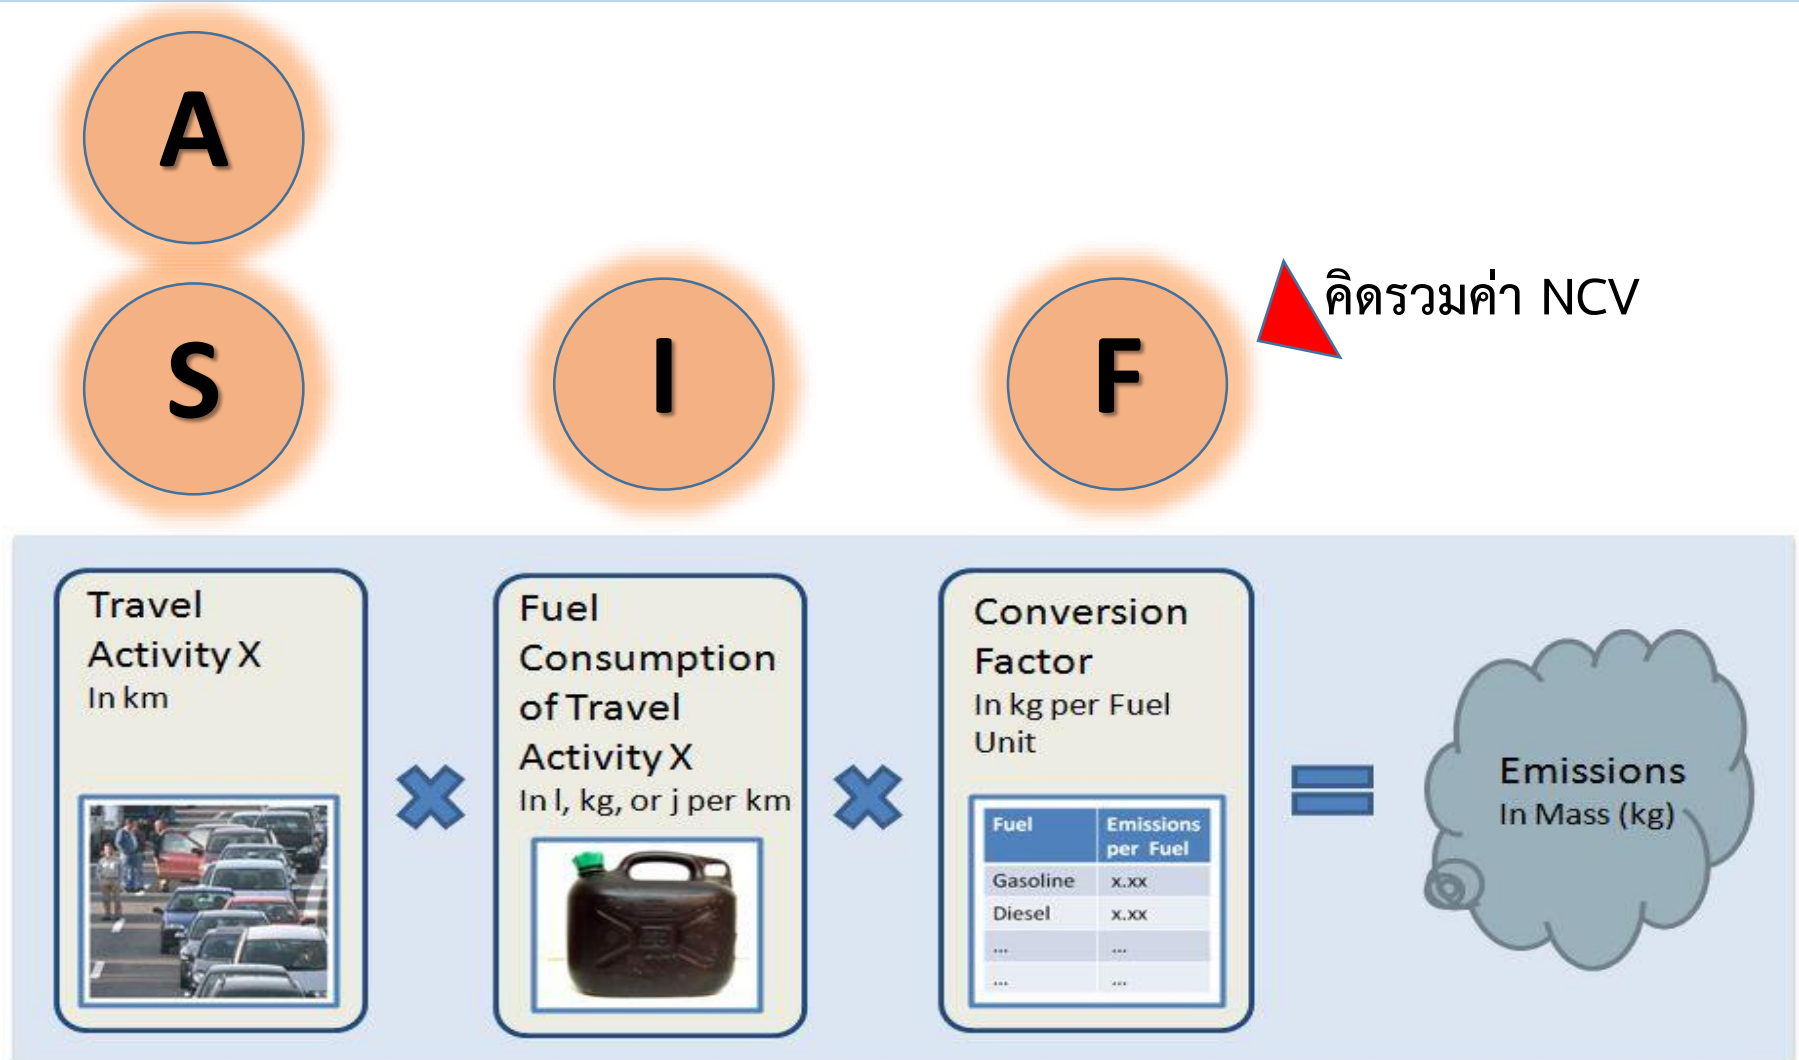 A
S
I
F
คิดรวมค่า NCV
Travel
Activity X
In km
Fuel
Consumption
of Travel
Activity X
In l, kg, or j per km
Conversion
Factor
In kg per Fuel
Unit
Fuel Emissions
per Fuel
Gasoline x.xx
Diesel x.xx
... ...
... ...
Emissions
In Mass (kg)